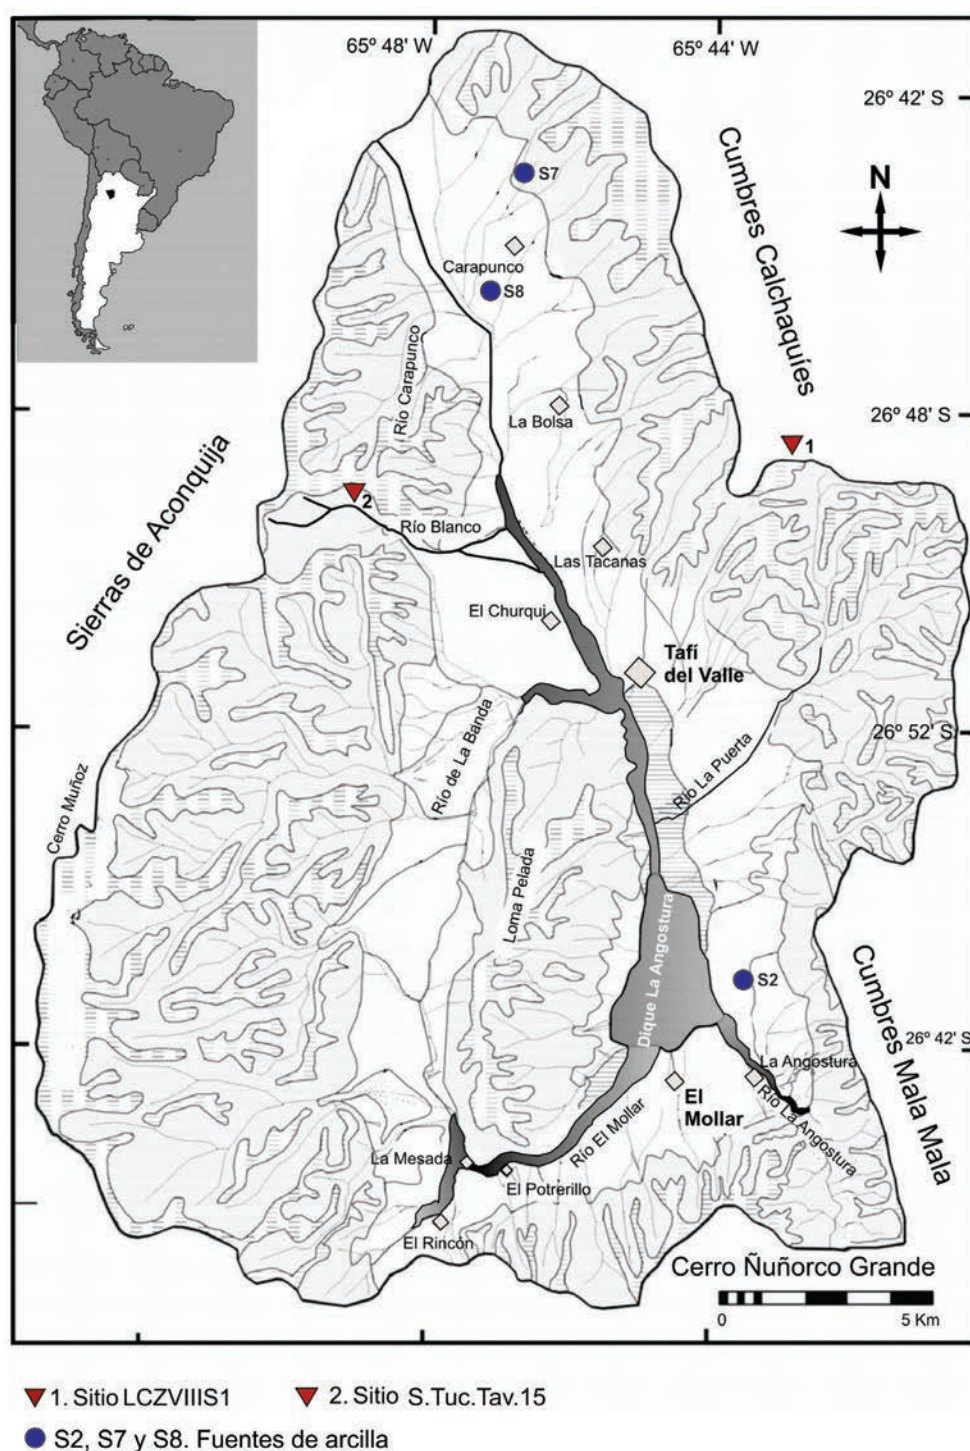 65º 48' W
65º 44' W
26º 42' S
S7
N
Cumbres Calchaquíes
Carapunco
S8
Río Carapunco
La Bolsa
26º 48' S
1
Sierras de Aconquija
2
Río Blanco
Las Tacanas
El Churqui
Tafí
del Valle
Río de La Banda
26º 52' S
Río La Puerta
Cerro Muñoz
Loma Pelada
Dique La Angostura
S2
Cumbres Mala Mala
26º 42' S
La Angostura
El
Mollar
Río La Angostura
Río El Mollar
La Mesada
El Potrerillo
El Rincón
Cerro Ñuñorco Grande
0 5 Km
1. Sitio LCZVIIIS1 2. Sitio S.Tuc.Tav.15
S2, S7 y S8. Fuentes de arcilla